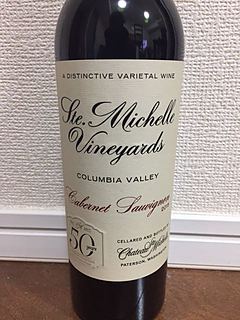 A DISTINCTIVE VARIETAL WINE
Ste. Michelle
Vineyards
COLUMBIA VALLEY
Cabernet Sauvignon
50
years
CELLARED AND BOTTLED
Chateau Ste Michelle
PATERSON, WASHINGTON